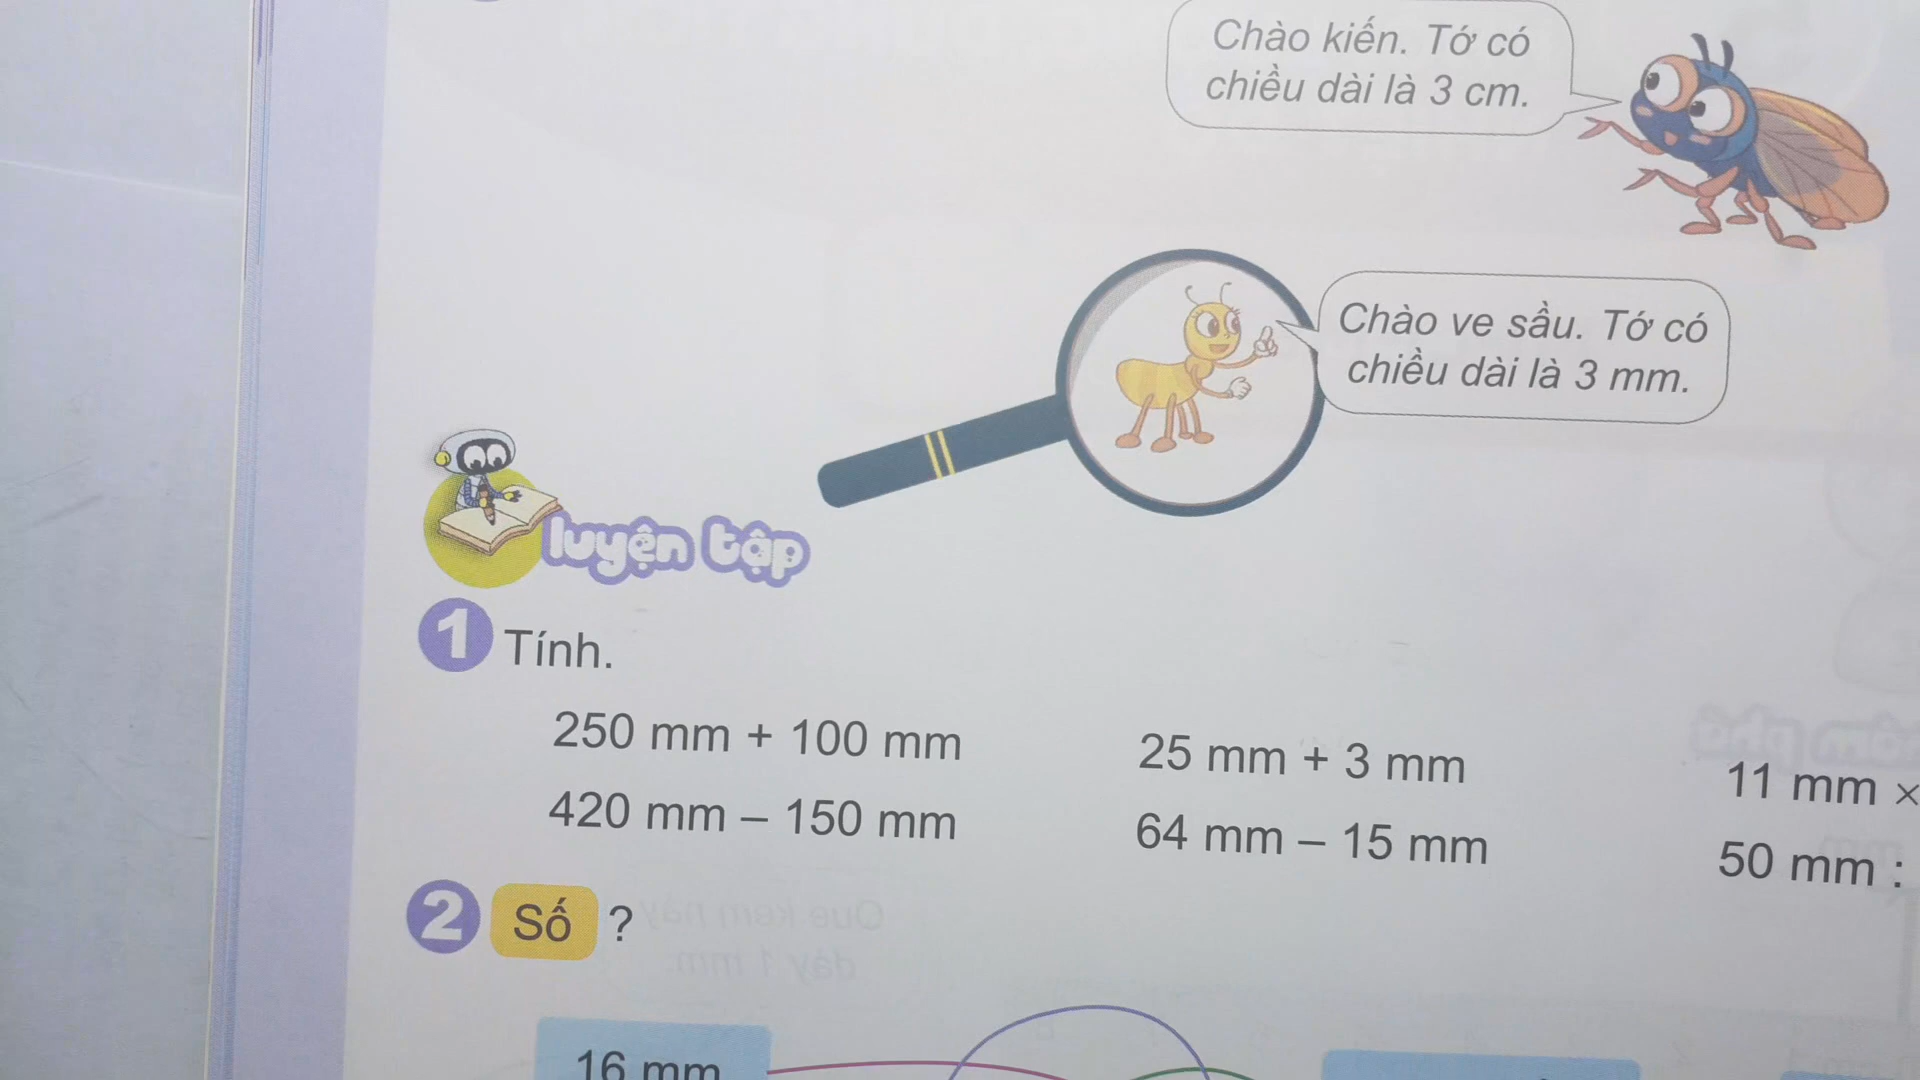 Chào kiến. Tớ có
chiều dài là 3 cm.
Chào ve sầu. Tớ có
chiều dài là 3 mm.
luyện tập
1 Tính.
250 mm + 100 mm 25 mm + 3 mm 11 mm ×
420 mm – 150 mm 64 mm – 15 mm 50 mm :
2 Số ?
16 mm